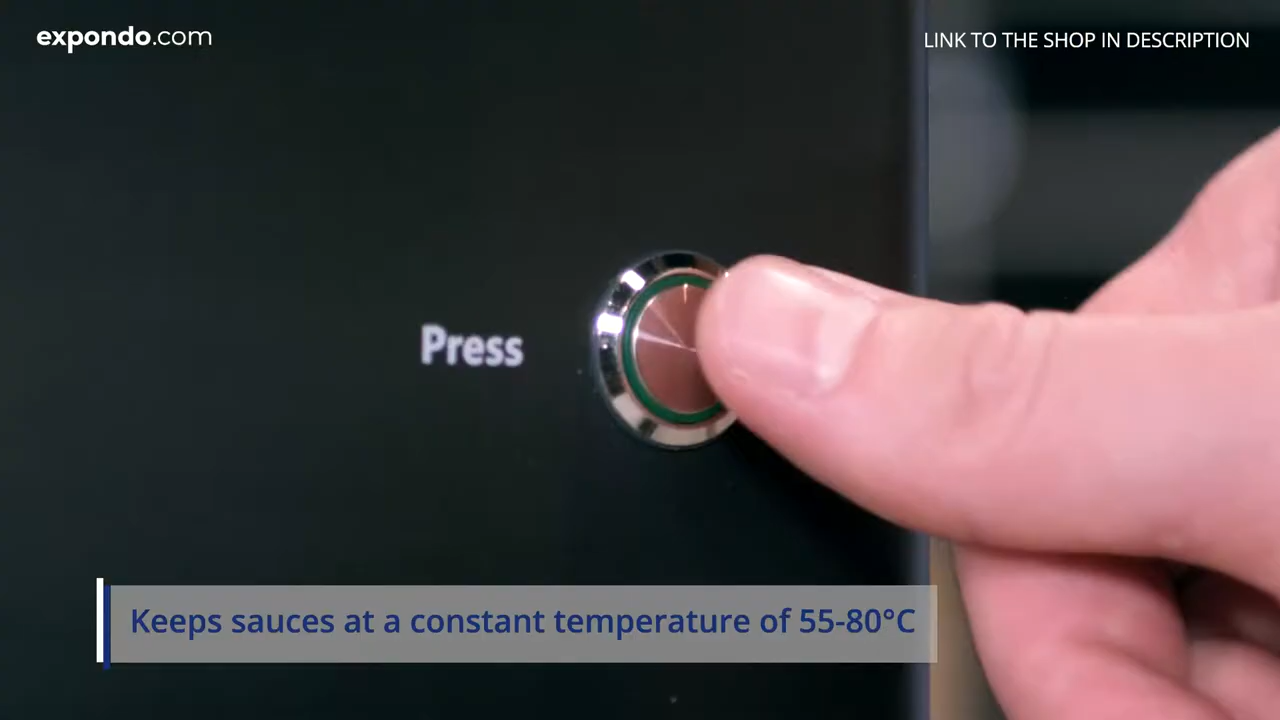 expondo.com
LINK TO THE SHOP IN DESCRIPTION
Press
Keeps sauces at a constant temperature of 55-80°C